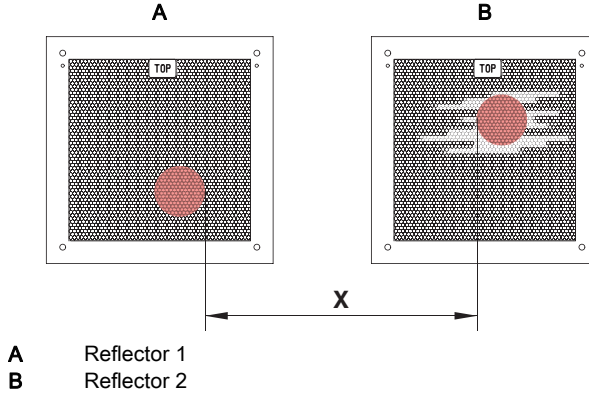 A B
TOP TOP
X
A Reflector 1
B Reflector 2